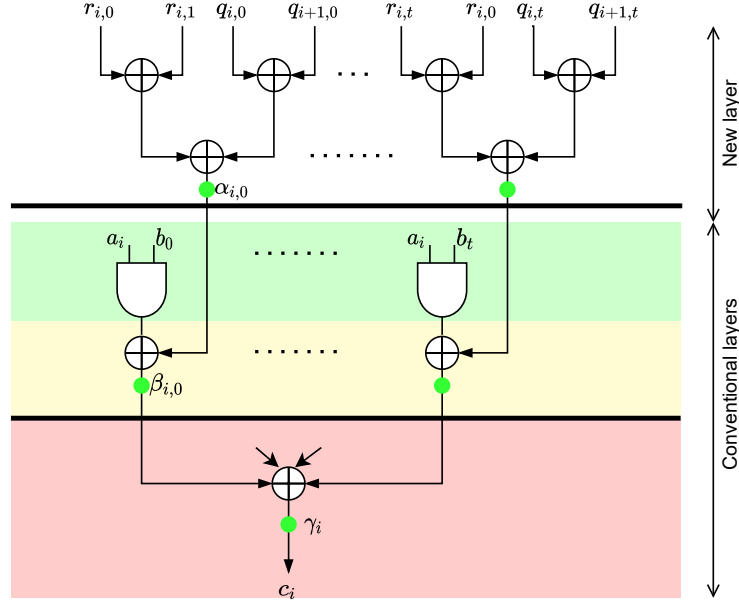 r_{i,0} r_{i,1} q_{i,0} q_{i+1,0} r_{i,t} r_{i,0} q_{i,t} q_{i+1,t}
New layer
α_{i,0}
a_i b_0 a_i b_t
Conventional layers
β_{i,0}
γ_i
c_i